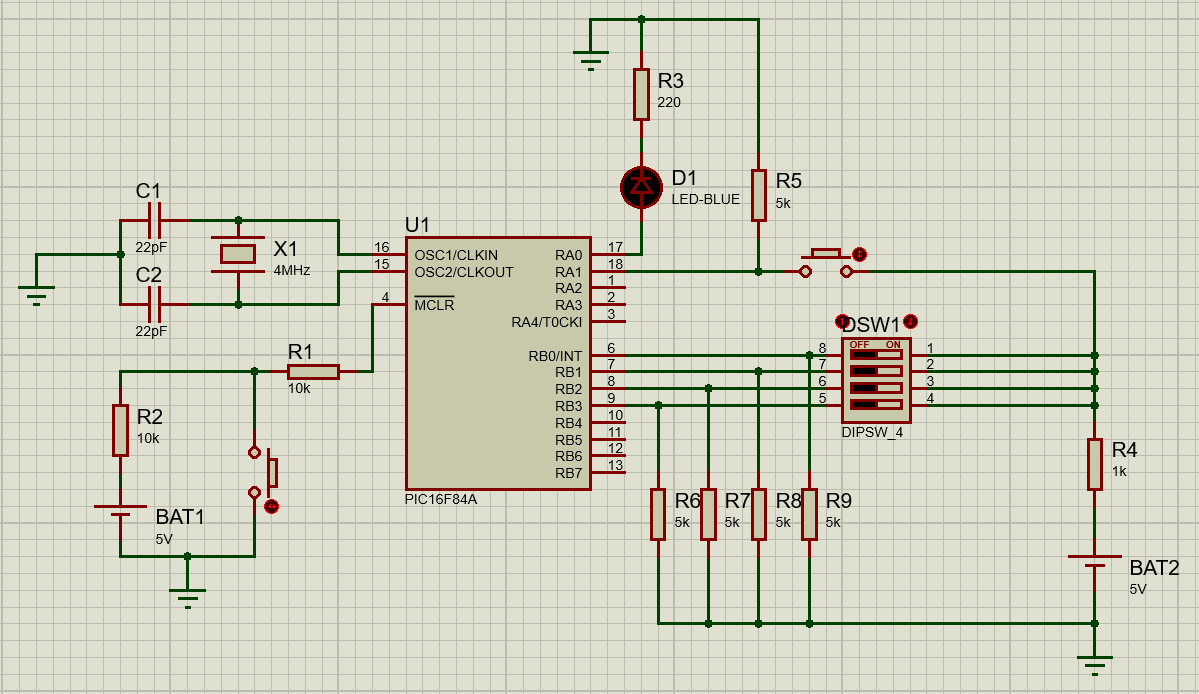 R3
220
D1
LED-BLUE
R5
5k
C1
22pF
X1
4MHz
C2
22pF
U1
16
15
4
OSC1/CLKIN
OSC2/CLKOUT
MCLR
RA0
RA1
RA2
RA3
RA4/T0CKI
RB0/INT
RB1
RB2
RB3
RB4
RB5
RB6
RB7
17
18
1
2
3
6
7
8
9
10
11
12
13
PIC16F84A
DSW1
OFF ON
8
7
6
5
1
2
3
4
DIPSW_4
R1
10k
R2
10k
BAT1
5V
R6
5k
R7
5k
R8
5k
R9
5k
R4
1k
BAT2
5V